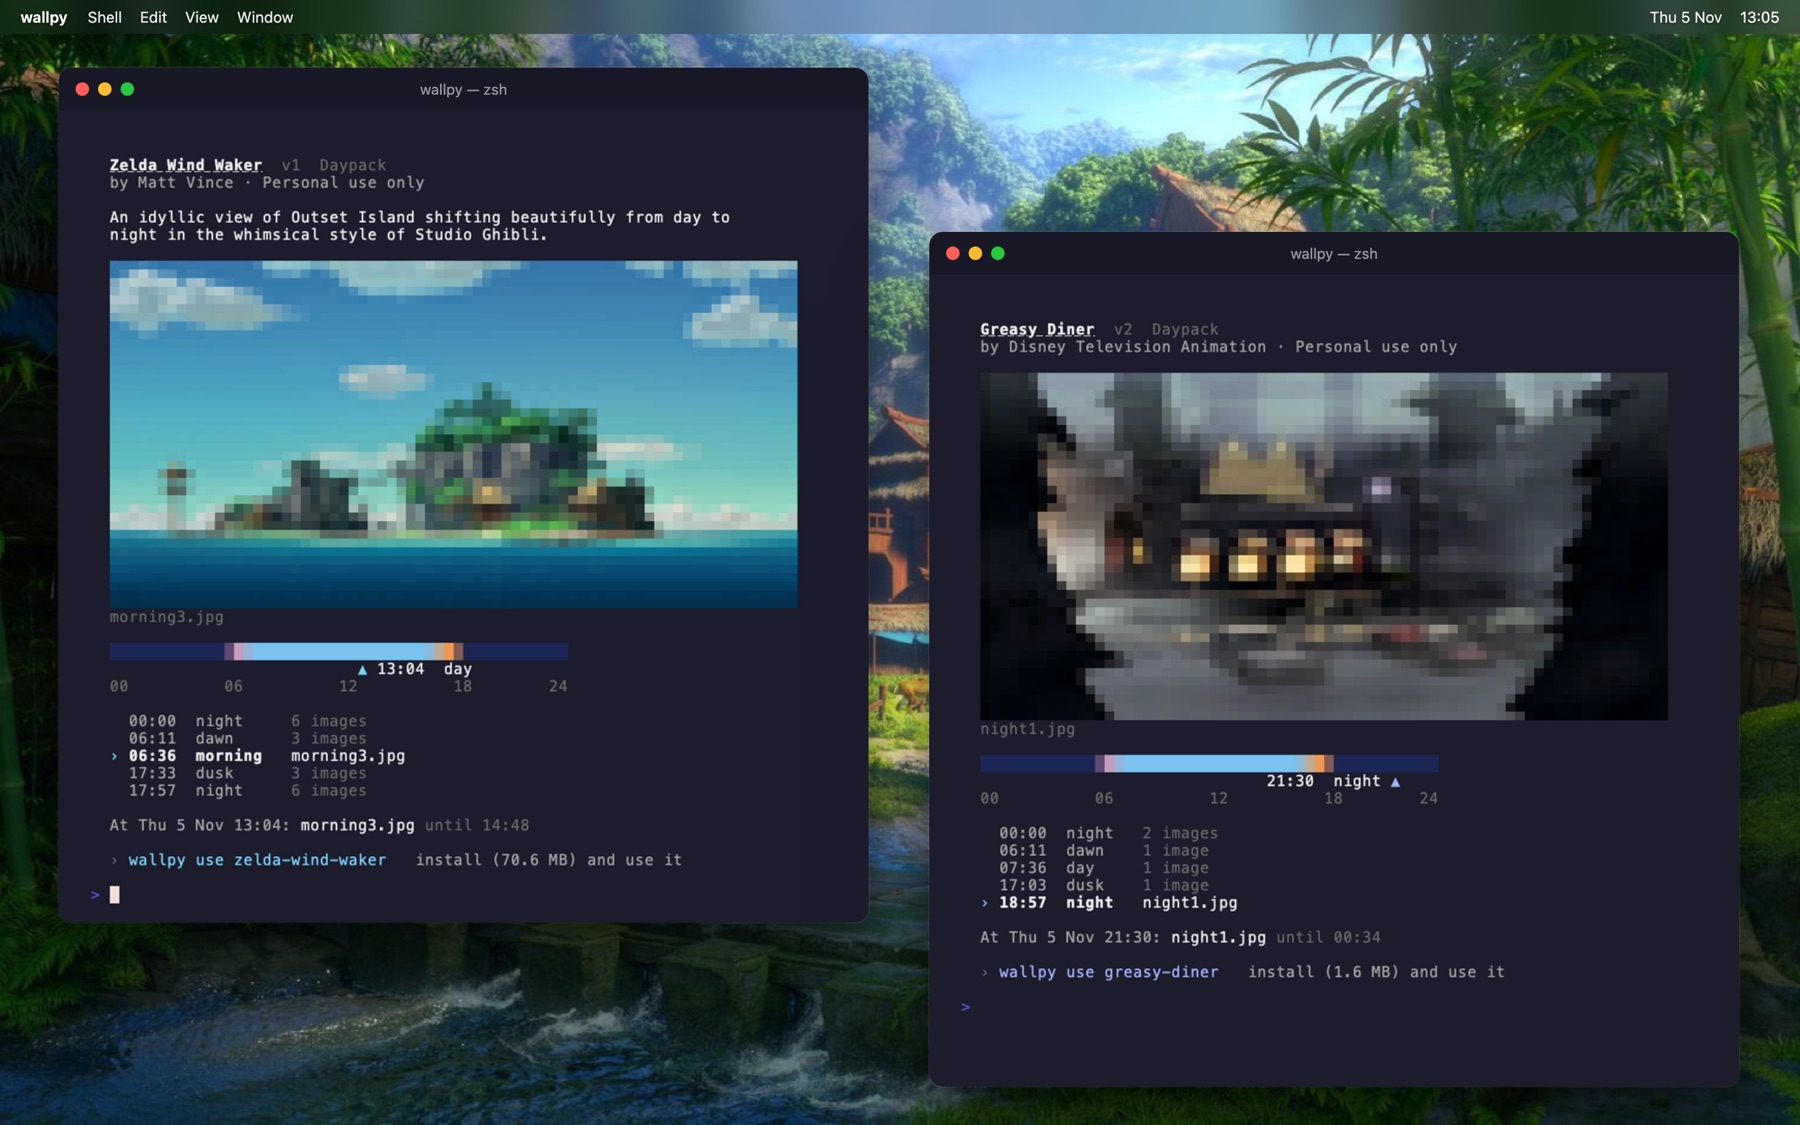 wallpy Shell Edit View Window Thu 5 Nov 13:05
wallpy — zsh
Zelda Wind Waker v1 Daypack
by Matt Vince · Personal use only
An idyllic view of Outset Island shifting beautifully from day to
night in the whimsical style of Studio Ghibli.
morning3.jpg
▲ 13:04 day
00 06 12 18 24
00:00 night 6 images
06:11 dawn 3 images
› 06:36 morning morning3.jpg
17:33 dusk 3 images
17:57 night 6 images
At Thu 5 Nov 13:04: morning3.jpg until 14:48
› wallpy use zelda-wind-waker install (70.6 MB) and use it
>
wallpy — zsh
Greasy Diner v2 Daypack
by Disney Television Animation · Personal use only
night1.jpg
21:30 night ▲
00 06 12 18 24
00:00 night 2 images
06:11 dawn 1 image
07:36 day 1 image
17:03 dusk 1 image
› 18:57 night night1.jpg
At Thu 5 Nov 21:30: night1.jpg until 00:34
› wallpy use greasy-diner install (1.6 MB) and use it
>